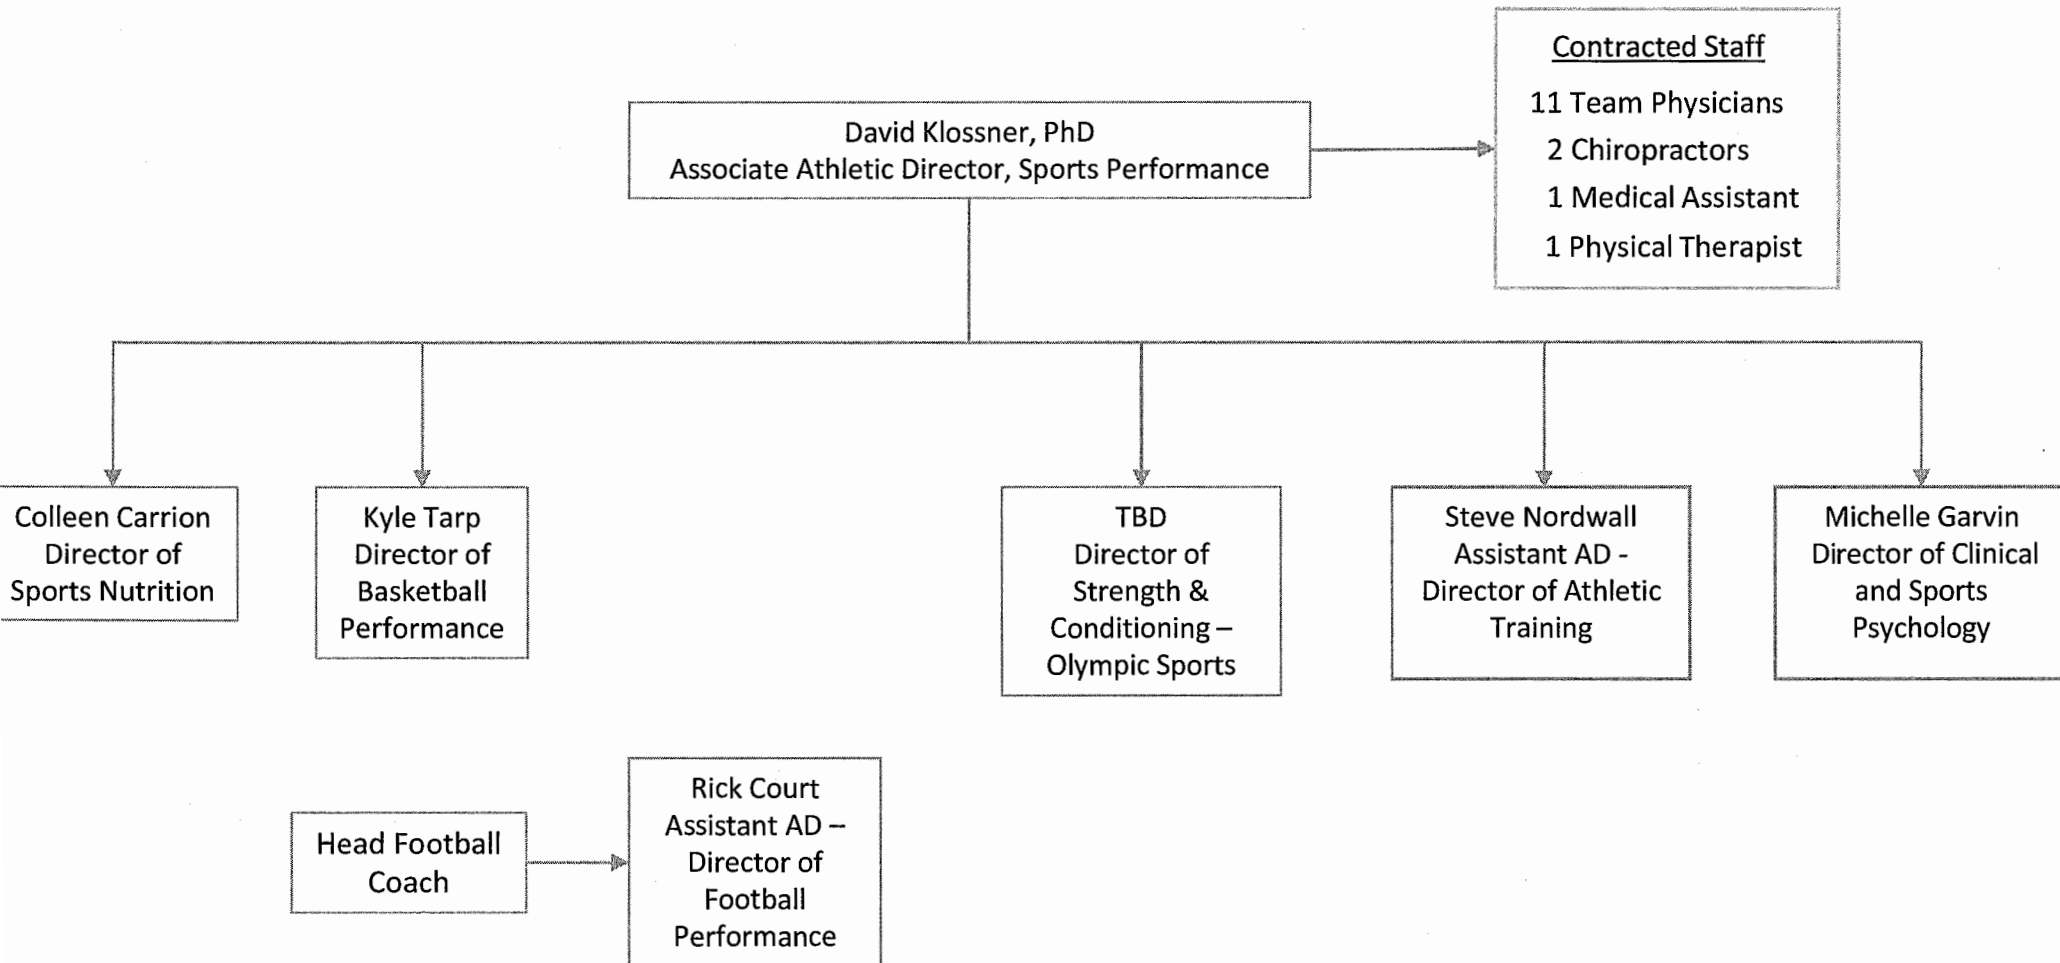 Contracted Staff
11 Team Physicians
2 Chiropractors
1 Medical Assistant
1 Physical Therapist
David Klossner, PhD
Associate Athletic Director, Sports Performance
Colleen Carrion
Director of
Sports Nutrition
Kyle Tarp
Director of
Basketball
Performance
TBD
Director of
Strength &
Conditioning –
Olympic Sports
Steve Nordwall
Assistant AD -
Director of Athletic
Training
Michelle Garvin
Director of Clinical
and Sports
Psychology
Head Football
Coach
Rick Court
Assistant AD –
Director of
Football
Performance